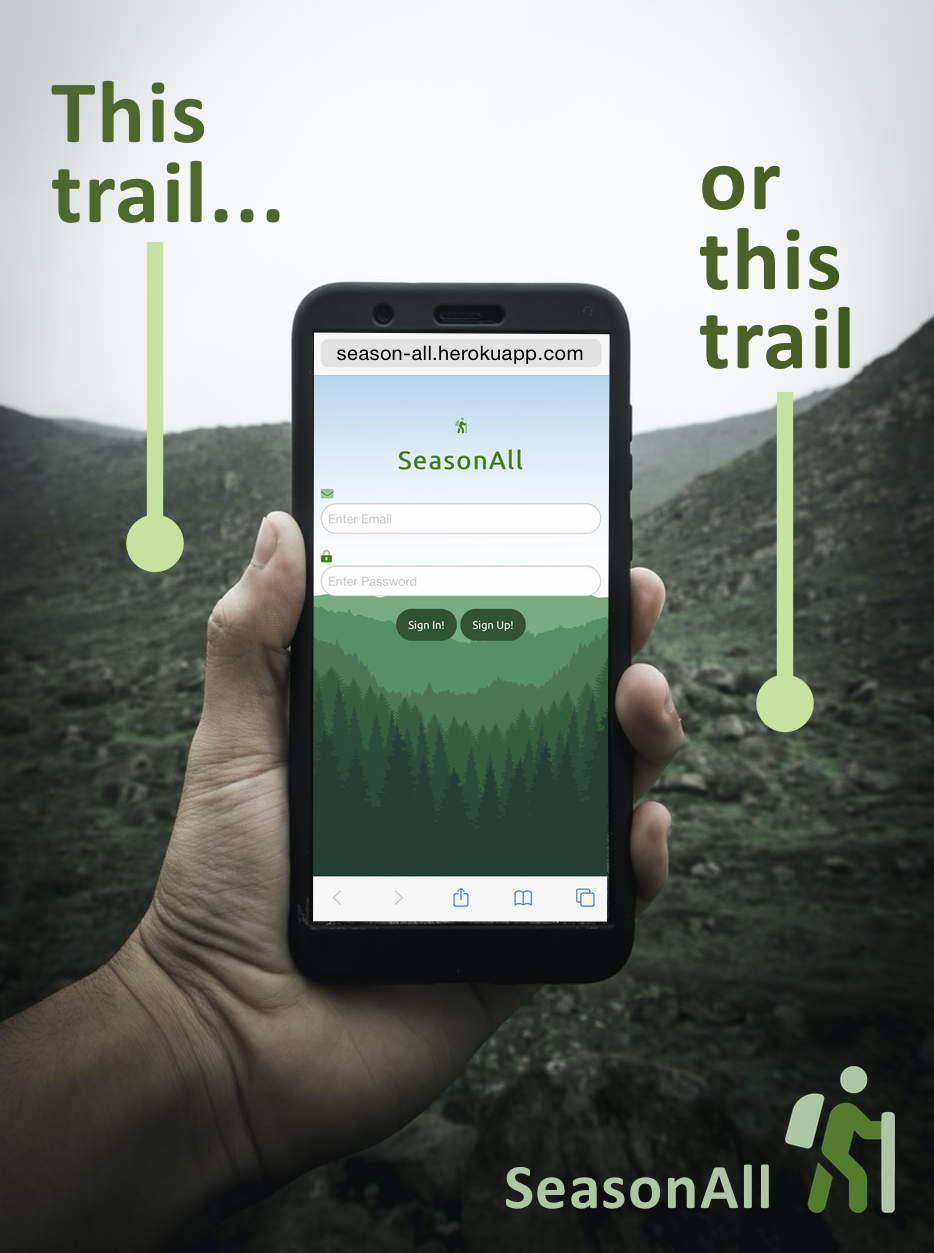 This
trail...
or
this
trail
season-all.herokuapp.com
SeasonAll
Enter Email
Enter Password
Sign In!
Sign Up!
SeasonAll